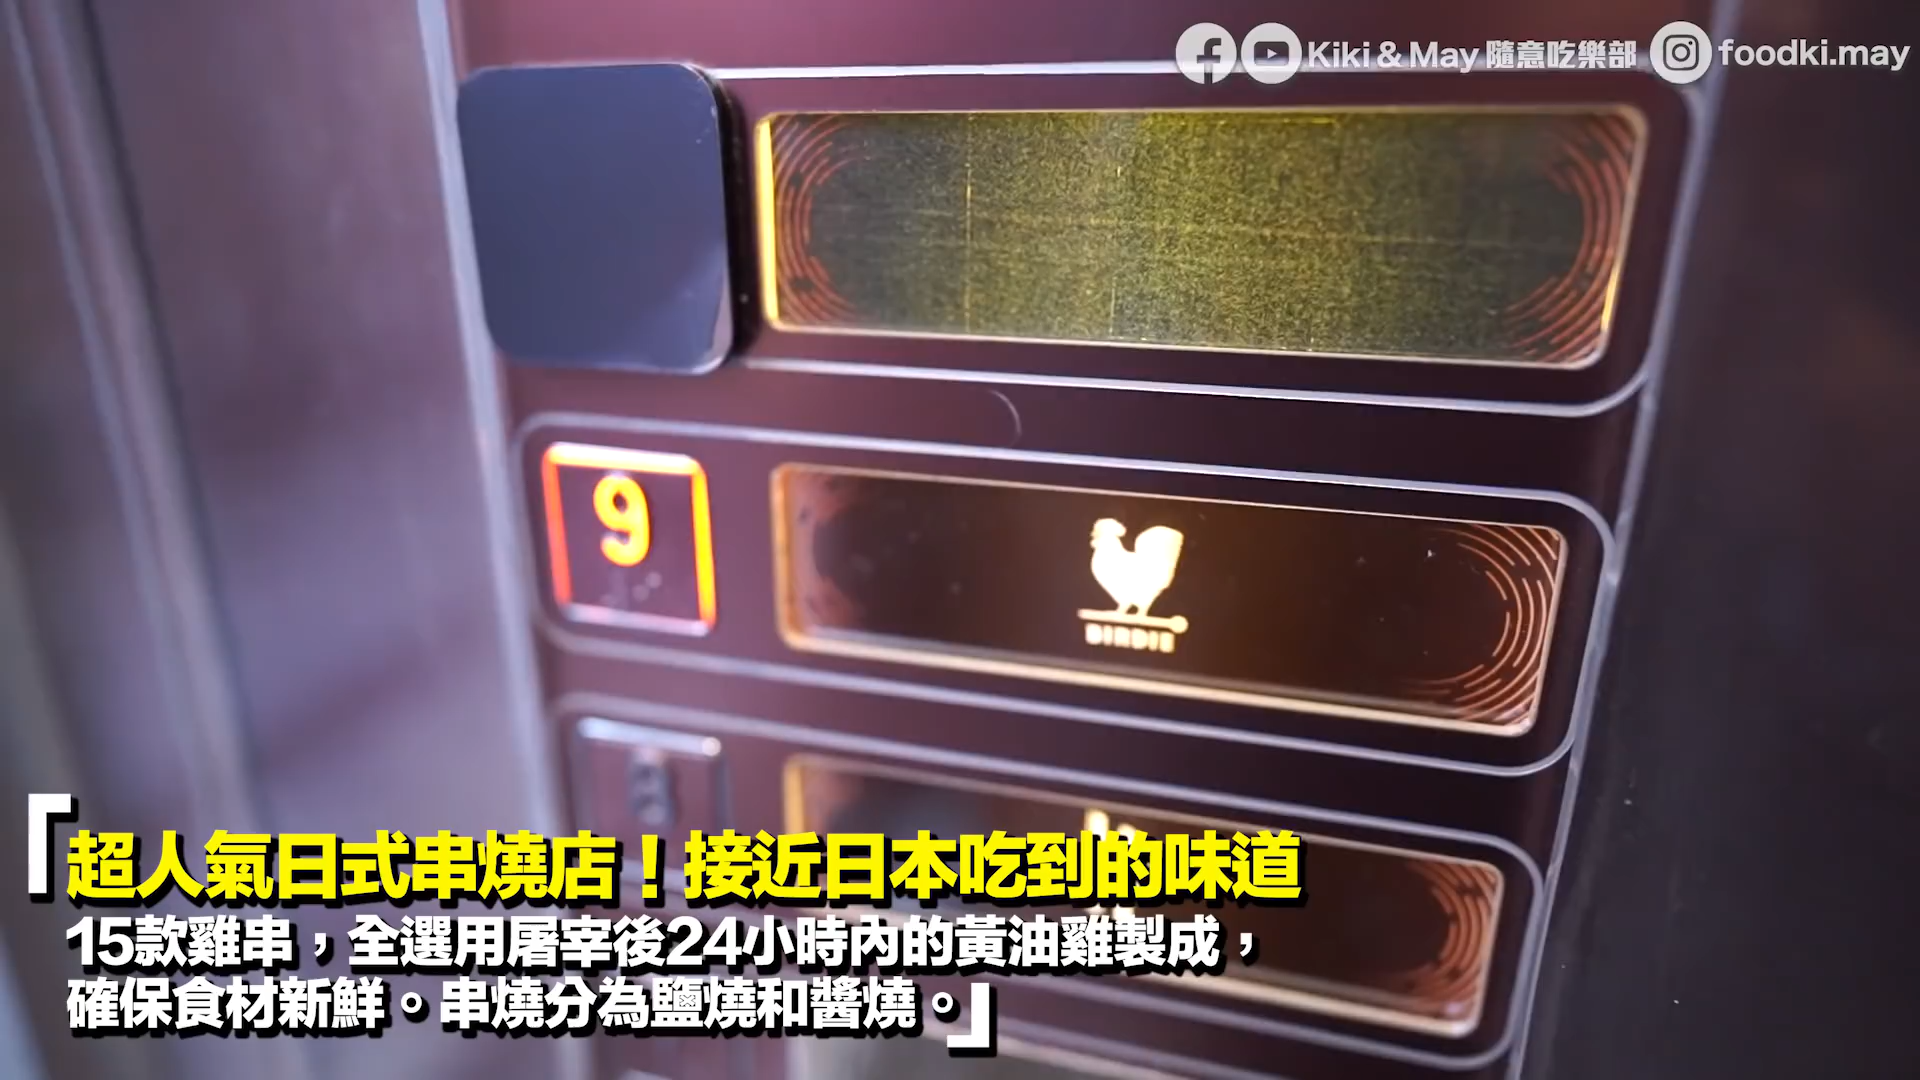 Kiki & May 隨意吃樂部 foodki.may
9
BIRDIE
「超人氣日式串燒店！接近日本吃到的味道
15款雞串，全選用屠宰後24小時內的黃油雞製成，
確保食材新鮮。串燒分為鹽燒和醬燒。」